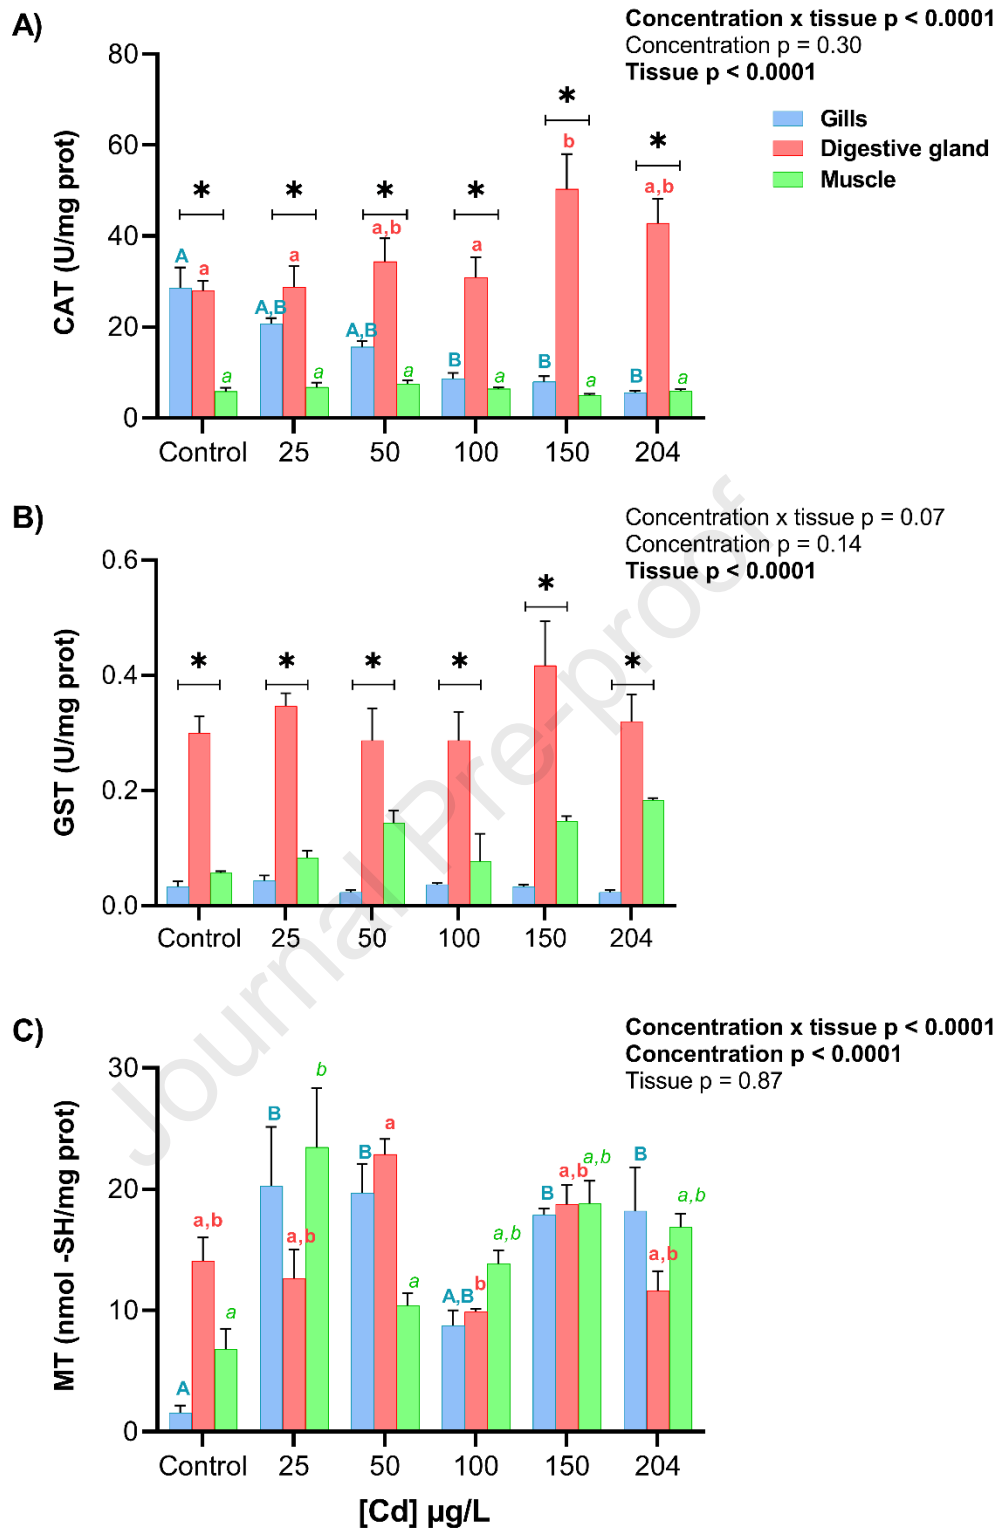 A)
Concentration x tissue p < 0.0001
Concentration p = 0.30
Tissue p < 0.0001
Gills
Digestive gland
Muscle
CAT (U/mg prot)
80
60
40
20
0
* * * * * *
A a a
A,B a a
A,B a,b a
B a a
B b a
B a,b a
Control 25 50 100 150 204
B)
Concentration x tissue p = 0.07
Concentration p = 0.14
Tissue p < 0.0001
GST (U/mg prot)
0.6
0.4
0.2
0.0
* * * * * *
Control 25 50 100 150 204
C)
Concentration x tissue p < 0.0001
Concentration p < 0.0001
Tissue p = 0.87
MT (nmol -SH/mg prot)
30
20
10
0
A a,b a
B a,b b
B a a
A,B b a,b
B a,b a,b
B a,b a,b
Control 25 50 100 150 204
[Cd] µg/L
Journal Pre-proof